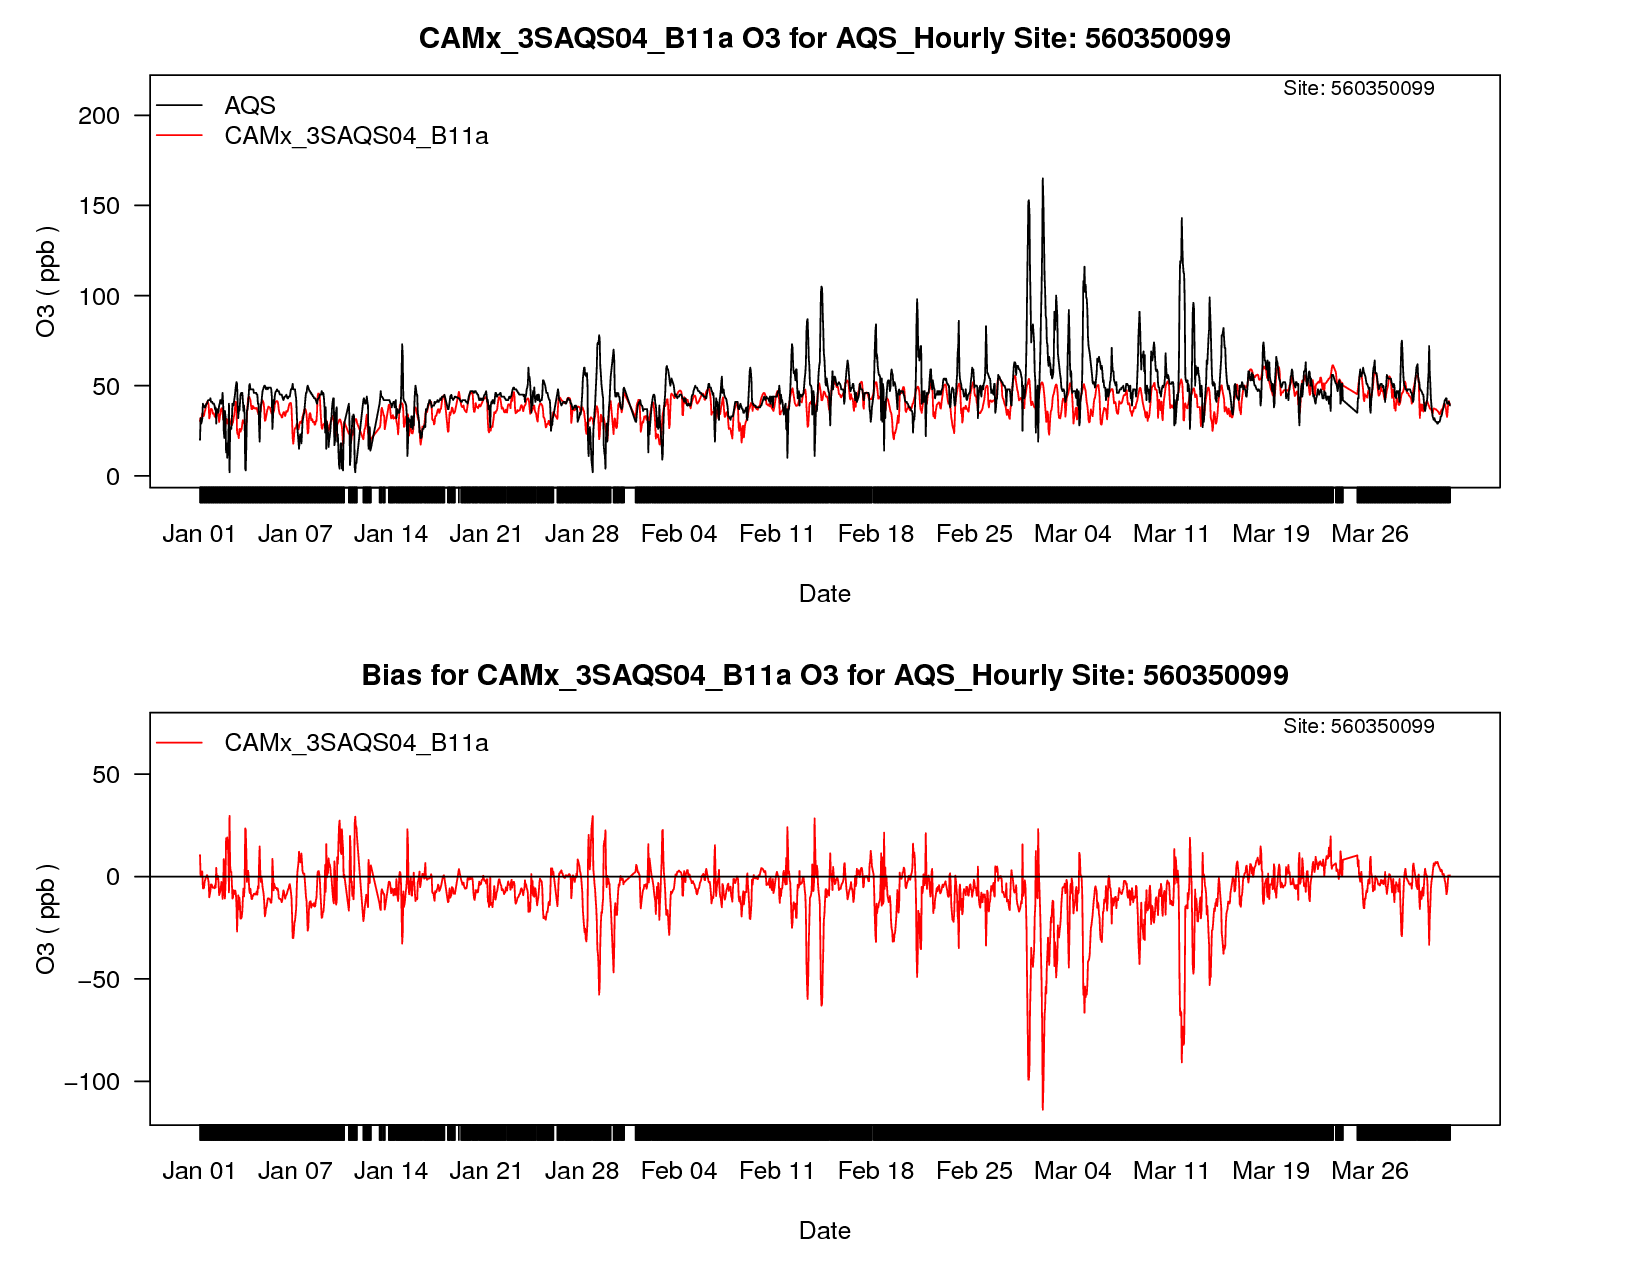 CAMx_3SAQS04_B11a O3 for AQS_Hourly Site: 560350099
Site: 560350099
AQS
CAMx_3SAQS04_B11a
200
150
100
50
0
O3 ( ppb )
Jan 01 Jan 07 Jan 14 Jan 21 Jan 28 Feb 04 Feb 11 Feb 18 Feb 25 Mar 04 Mar 11 Mar 19 Mar 26
Date
Bias for CAMx_3SAQS04_B11a O3 for AQS_Hourly Site: 560350099
Site: 560350099
CAMx_3SAQS04_B11a
50
0
−50
−100
O3 ( ppb )
Jan 01 Jan 07 Jan 14 Jan 21 Jan 28 Feb 04 Feb 11 Feb 18 Feb 25 Mar 04 Mar 11 Mar 19 Mar 26
Date